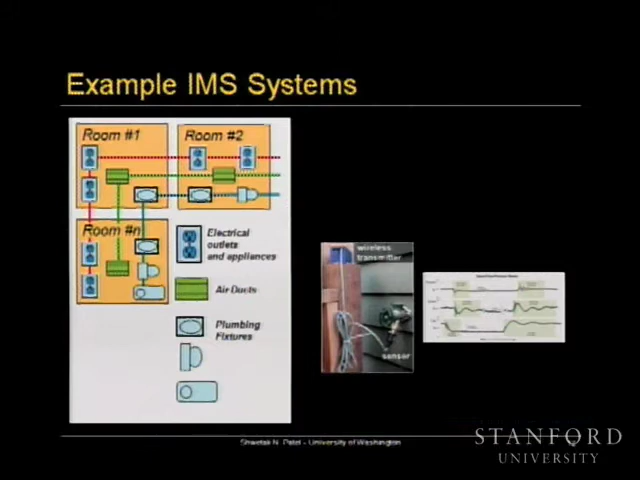 Example IMS Systems
Room #1
Room #2
Room #n
Electrical
outlets
and appliances
Air Ducts
Plumbing
Fixtures
wireless
transmitter
sensor
Shwetak N. Patel - University of Washington
STANFORD
UNIVERSITY